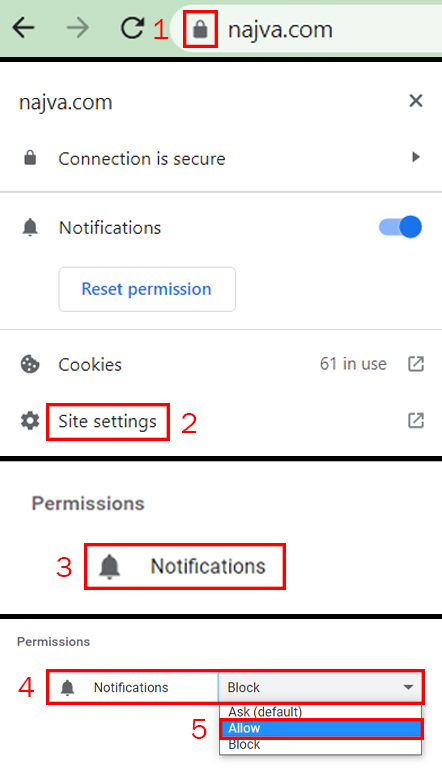 1 najva.com
najva.com
Connection is secure
Notifications
Reset permission
Cookies 61 in use
Site settings 2
Permissions
3 Notifications
Permissions
4 Notifications Block
Ask (default)
5 Allow
Block